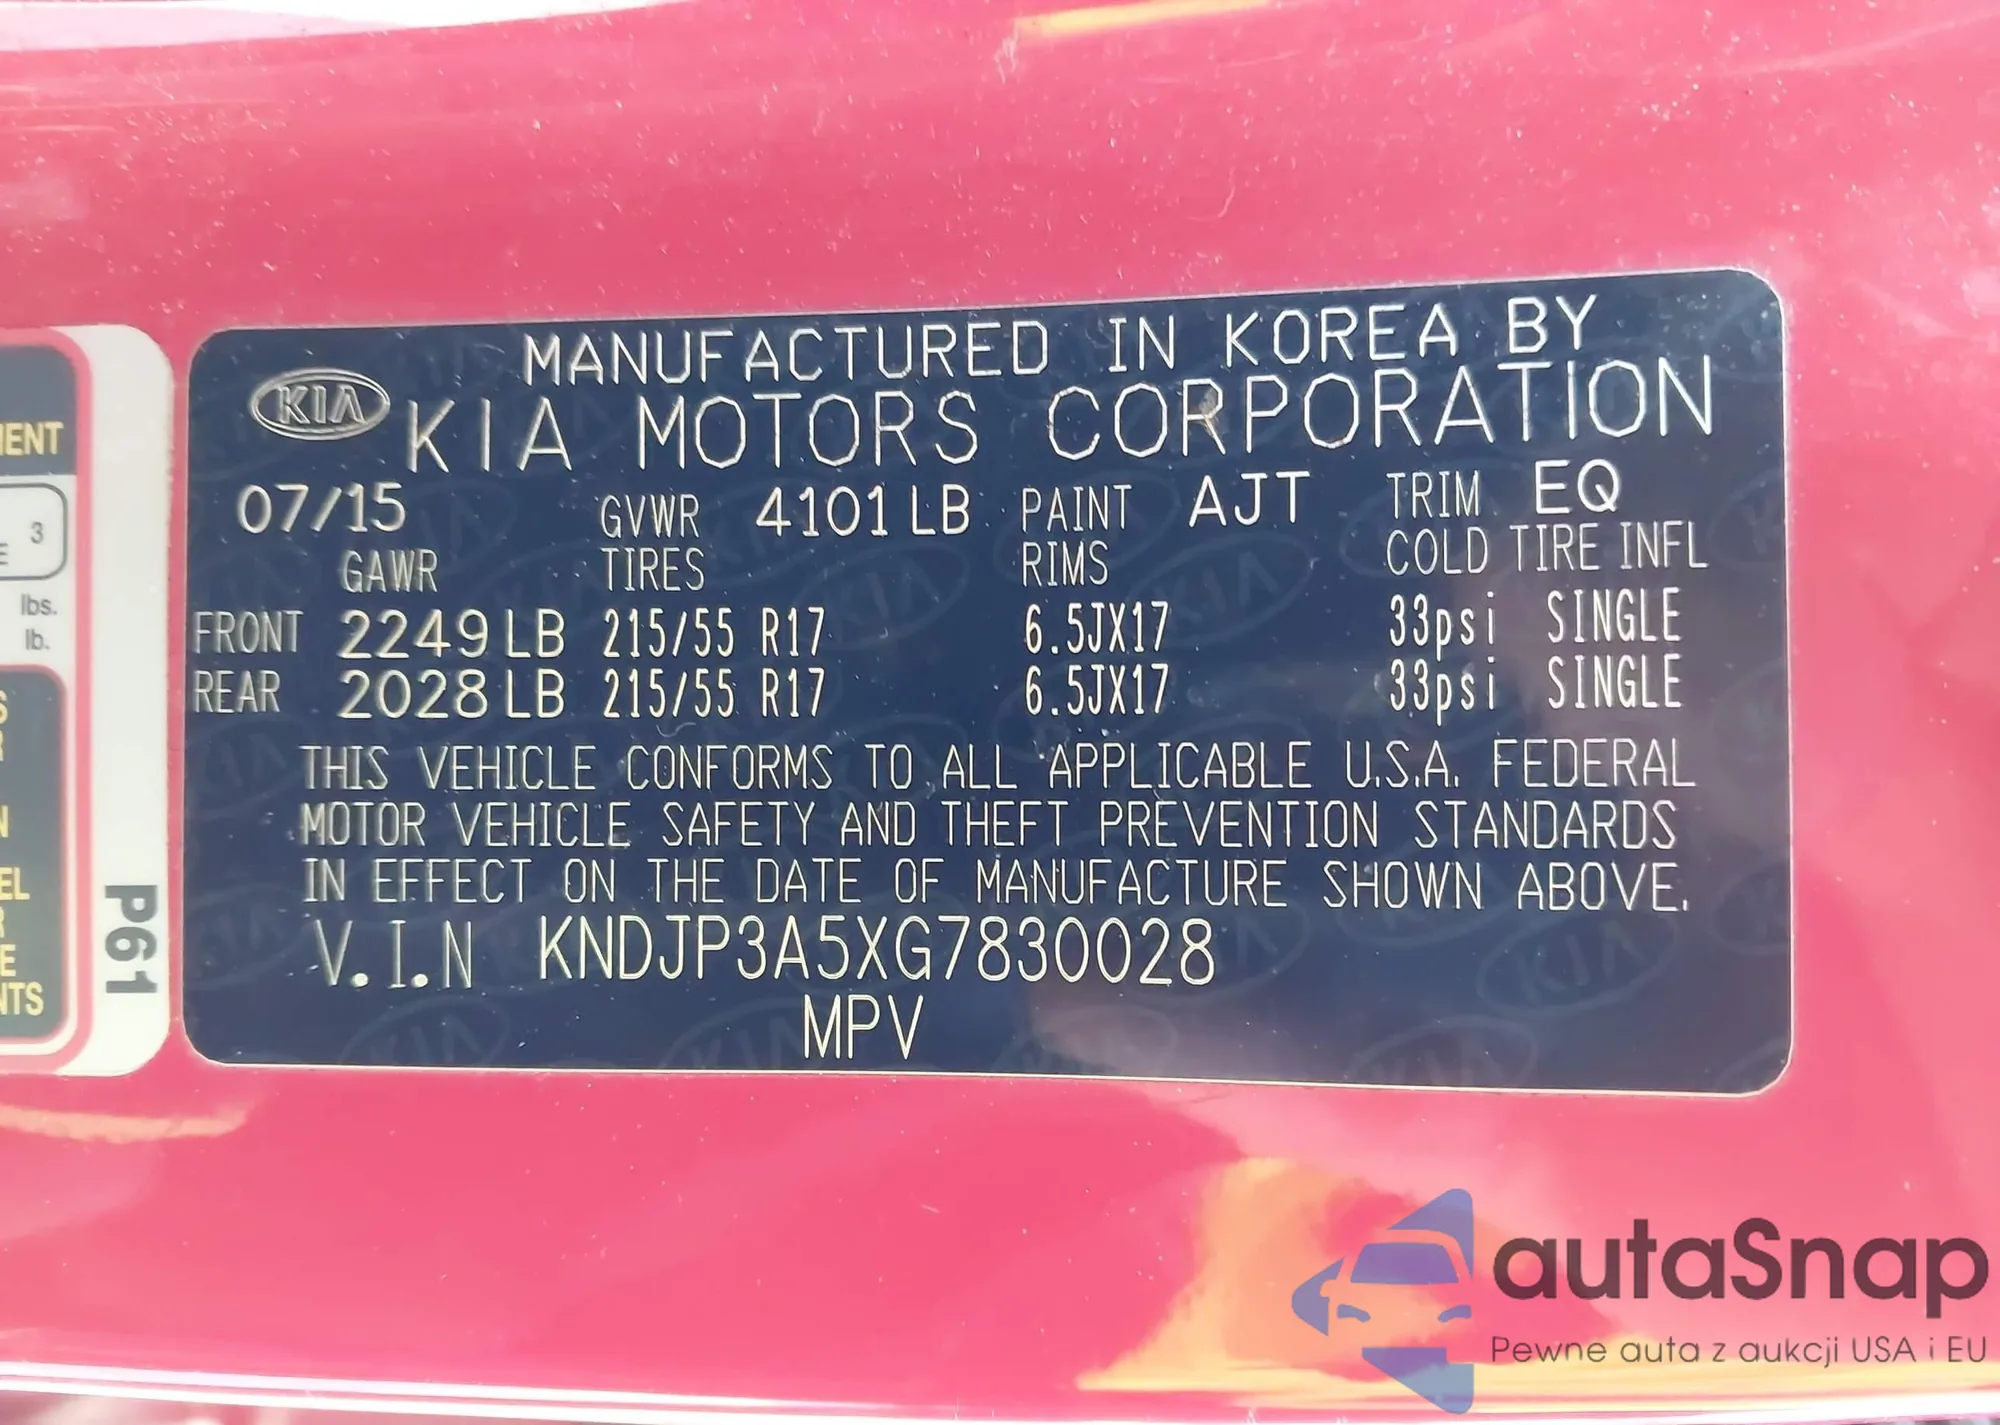 MANUFACTURED IN KOREA BY
KIA KIA MOTORS CORPORATION
07/15 GVWR 4101 LB PAINT AJT TRIM EQ
GAWR TIRES RIMS COLD TIRE INFL
FRONT 2249 LB 215/55 R17 6.5JX17 33psi SINGLE
REAR 2028 LB 215/55 R17 6.5JX17 33psi SINGLE
THIS VEHICLE CONFORMS TO ALL APPLICABLE U.S.A. FEDERAL
MOTOR VEHICLE SAFETY AND THEFT PREVENTION STANDARDS
IN EFFECT ON THE DATE OF MANUFACTURE SHOWN ABOVE.
V.I.N KNDJP3A5XG7830028
MPV
3
lbs.
lb.
P61
autaSnap
Pewne auta z aukcji USA i EU